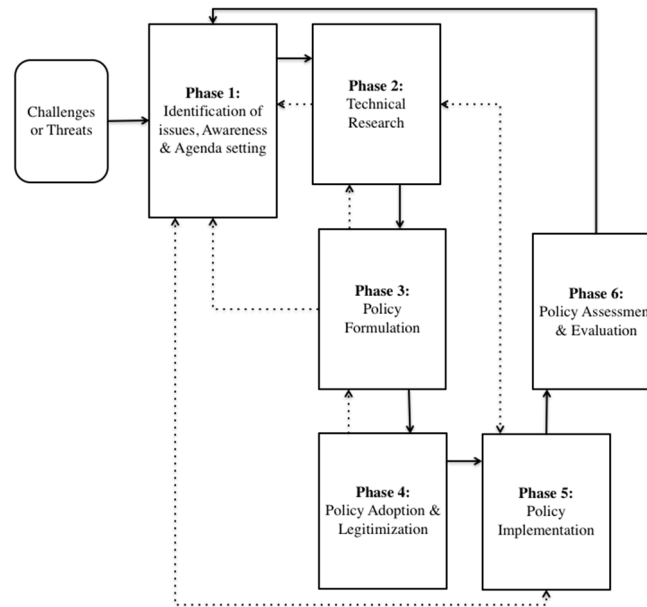 Challenges
or Threats
Phase 1:
Identification of
issues, Awareness
& Agenda setting
Phase 2:
Technical
Research
Phase 3:
Policy
Formulation
Phase 4:
Policy Adoption &
Legitimization
Phase 5:
Policy
Implementation
Phase 6:
Policy Assessment
& Evaluation